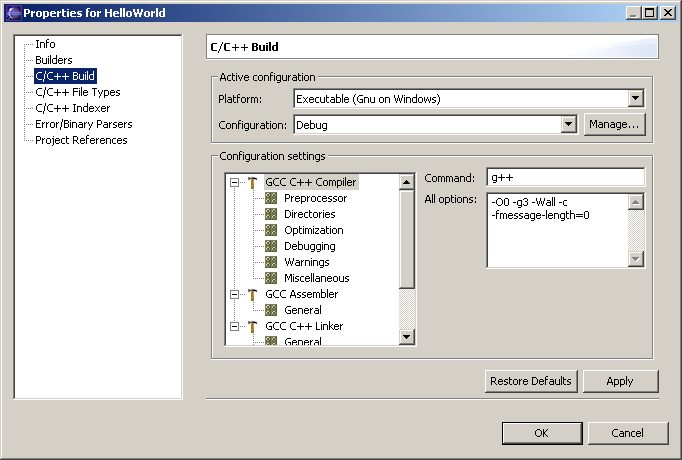 Properties for HelloWorld
Info
Builders
C/C++ Build
C/C++ File Types
C/C++ Indexer
Error/Binary Parsers
Project References
C/C++ Build
Active configuration
Platform: Executable (Gnu on Windows)
Configuration: Debug Manage...
Configuration settings
GCC C++ Compiler
Preprocessor
Directories
Optimization
Debugging
Warnings
Miscellaneous
GCC Assembler
General
GCC C++ Linker
General
Command: g++
All options: -O0 -g3 -Wall -c
-fmessage-length=0
Restore Defaults Apply
OK Cancel